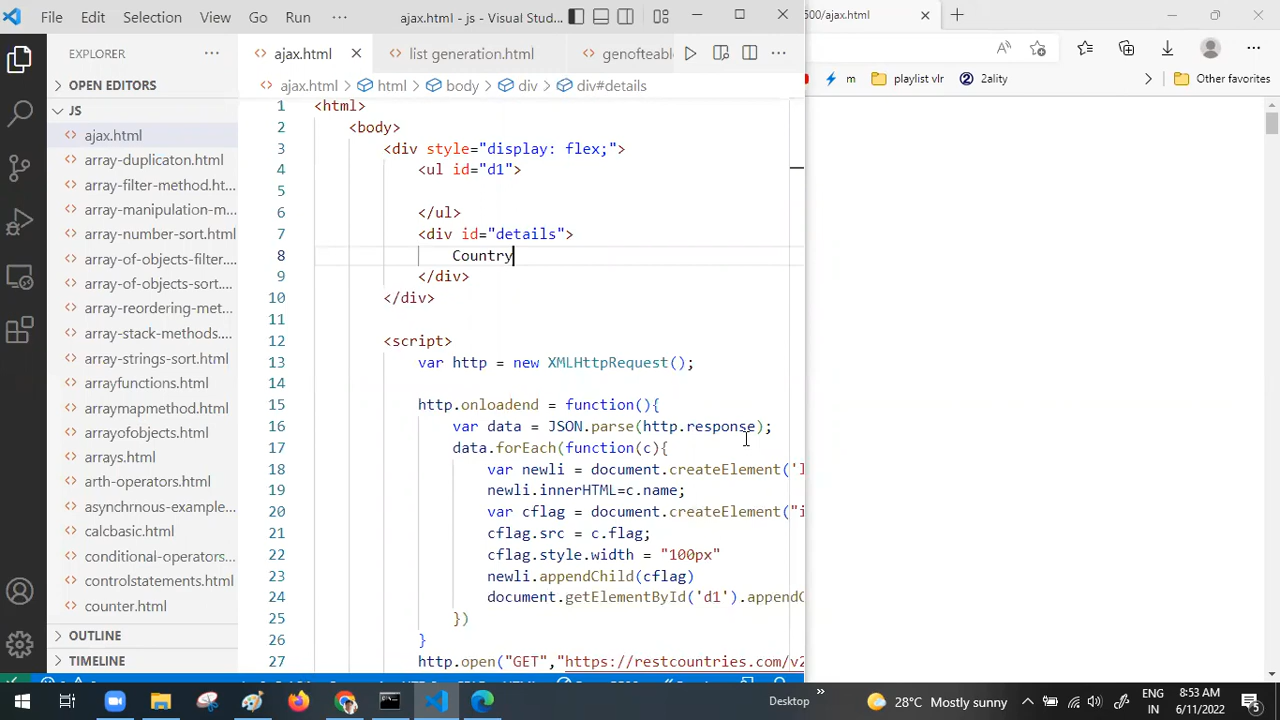 File Edit Selection View Go Run ··· ajax.html - js - Visual Stud...
500/ajax.html
EXPLORER ···
ajax.html
list generation.html
genofteabl
m
playlist vlr
2ality
Other favorites
ajax.html > html > body > div > div#details
OPEN EDITORS
JS
ajax.html
array-duplicaton.html
array-filter-method.ht...
array-manipulation-m...
array-number-sort.html
array-of-objects-filter...
array-of-objects-sort....
array-reordering-met...
array-stack-methods....
array-strings-sort.html
arrayfunctions.html
arraymapmethod.html
arrayofobjects.html
arrays.html
arth-operators.html
asynchrnous-example...
calcbasic.html
conditional-operators...
controlstatements.html
counter.html
OUTLINE
TIMELINE
1 <html>
2 <body>
3 <div style="display: flex;">
4 <ul id="d1">
5
6 </ul>
7 <div id="details">
8 Country
9 </div>
10 </div>
11
12 <script>
13 var http = new XMLHttpRequest();
14
15 http.onloadend = function(){
16 var data = JSON.parse(http.response);
17 data.forEach(function(c){
18 var newli = document.createElement('l
19 newli.innerHTML=c.name;
20 var cflag = document.createElement("i
21 cflag.src = c.flag;
22 cflag.style.width = "100px"
23 newli.appendChild(cflag)
24 document.getElementById('d1').appendC
25 })
26 }
27 http.open("GET","https://restcountries.com/v2
Desktop
28°C Mostly sunny
ENG
IN
8:53 AM
6/11/2022
5